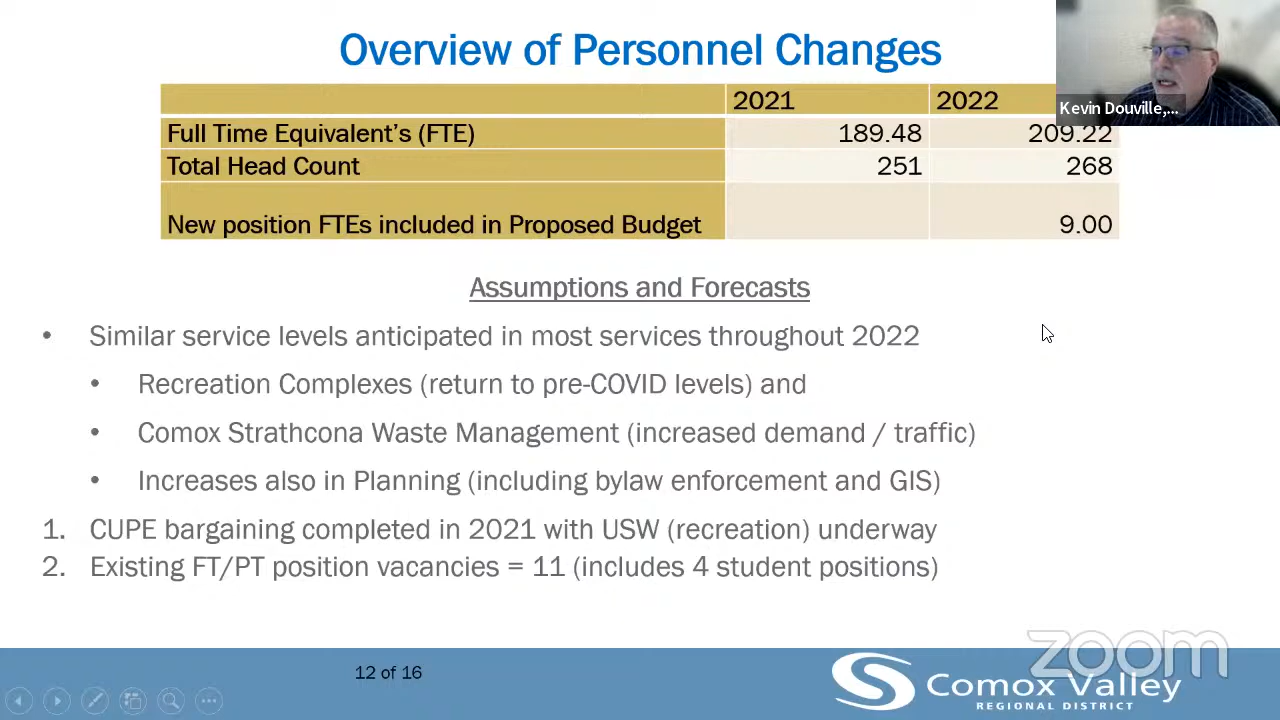 Overview of Personnel Changes
2021 2022
Kevin Douville,...
Full Time Equivalent's (FTE) 189.48 209.22
Total Head Count 251 268
New position FTEs included in Proposed Budget 9.00
Assumptions and Forecasts
• Similar service levels anticipated in most services throughout 2022
• Recreation Complexes (return to pre-COVID levels) and
• Comox Strathcona Waste Management (increased demand / traffic)
• Increases also in Planning (including bylaw enforcement and GIS)
1. CUPE bargaining completed in 2021 with USW (recreation) underway
2. Existing FT/PT position vacancies = 11 (includes 4 student positions)
zoom
12 of 16
Comox Valley
REGIONAL DISTRICT